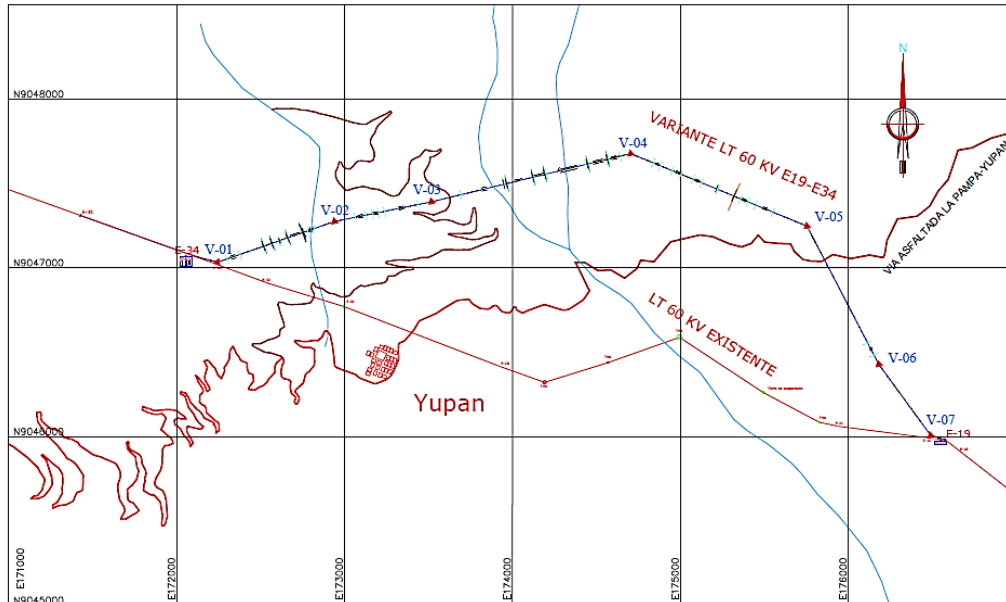 N
N9048000
VARIANTE LT 60 KV E19-E34
V-04
V-03
V-02
V-05
V-01
E-34
VIA ASFALTADA LA PAMPA-YUPAN
N9047000
LT 60 KV EXISTENTE
V-06
Yupan
V-07
E-19
N9046000
E171000
E172000
E173000
E174000
E175000
E176000
N9045000